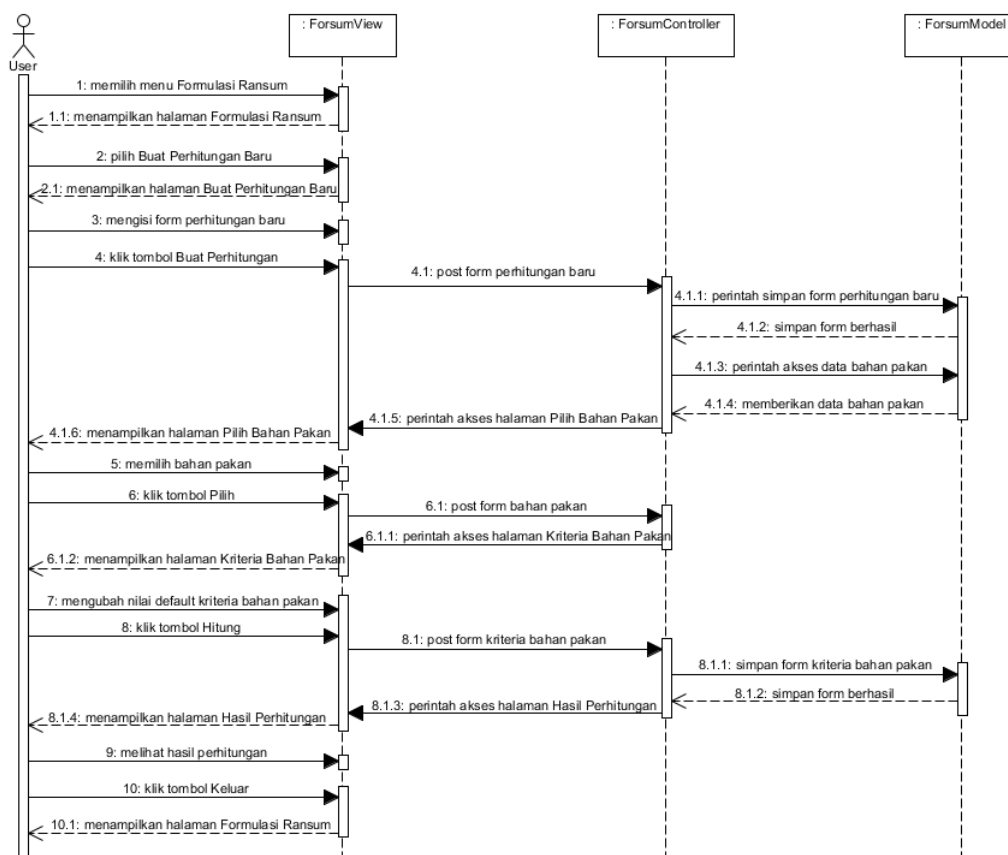 : ForsumView
: ForsumController
: ForsumModel
User
1: memilih menu Formulasi Ransum
1.1: menampilkan halaman Formulasi Ransum
2: pilih Buat Perhitungan Baru
2.1: menampilkan halaman Buat Perhitungan Baru
3: mengisi form perhitungan baru
4: klik tombol Buat Perhitungan
4.1: post form perhitungan baru
4.1.1: perintah simpan form perhitungan baru
4.1.2: simpan form berhasil
4.1.3: perintah akses data bahan pakan
4.1.4: memberikan data bahan pakan
4.1.5: perintah akses halaman Pilih Bahan Pakan
4.1.6: menampilkan halaman Pilih Bahan Pakan
5: memilih bahan pakan
6: klik tombol Pilih
6.1: post form bahan pakan
6.1.1: perintah akses halaman Kriteria Bahan Pakan
6.1.2: menampilkan halaman Kriteria Bahan Pakan
7: mengubah nilai default kriteria bahan pakan
8: klik tombol Hitung
8.1: post form kriteria bahan pakan
8.1.1: simpan form kriteria bahan pakan
8.1.2: simpan form berhasil
8.1.3: perintah akses halaman Hasil Perhitungan
8.1.4: menampilkan halaman Hasil Perhitungan
9: melihat hasil perhitungan
10: klik tombol Keluar
10.1: menampilkan halaman Formulasi Ransum